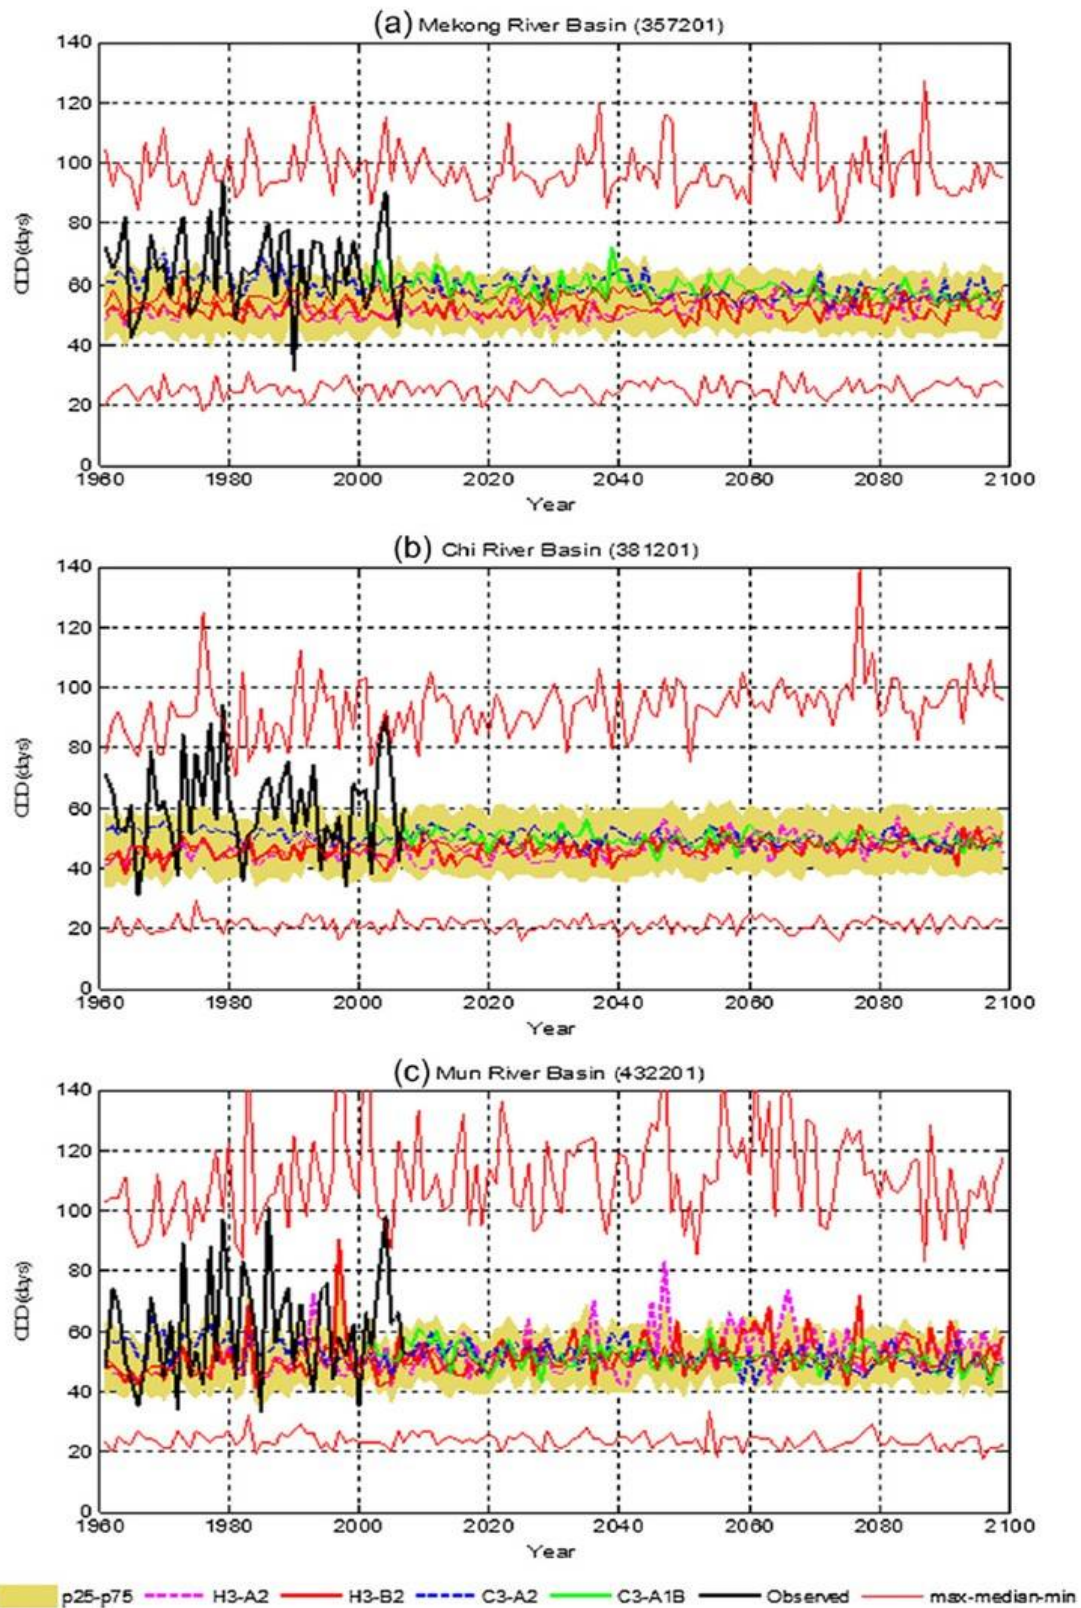 (a) Mekong River Basin (357201)
140
120
100
80
60
40
20
0
CDD(days)
1960 1980 2000 2020 2040 2060 2080 2100
Year
(b) Chi River Basin (381201)
140
120
100
80
60
40
20
0
CDD(days)
1960 1980 2000 2020 2040 2060 2080 2100
Year
(c) Mun River Basin (432201)
140
120
100
80
60
40
20
0
CDD(days)
1960 1980 2000 2020 2040 2060 2080 2100
Year
p25-p75 H3-A2 H3-B2 C3-A2 C3-A1B Observed max-median-min